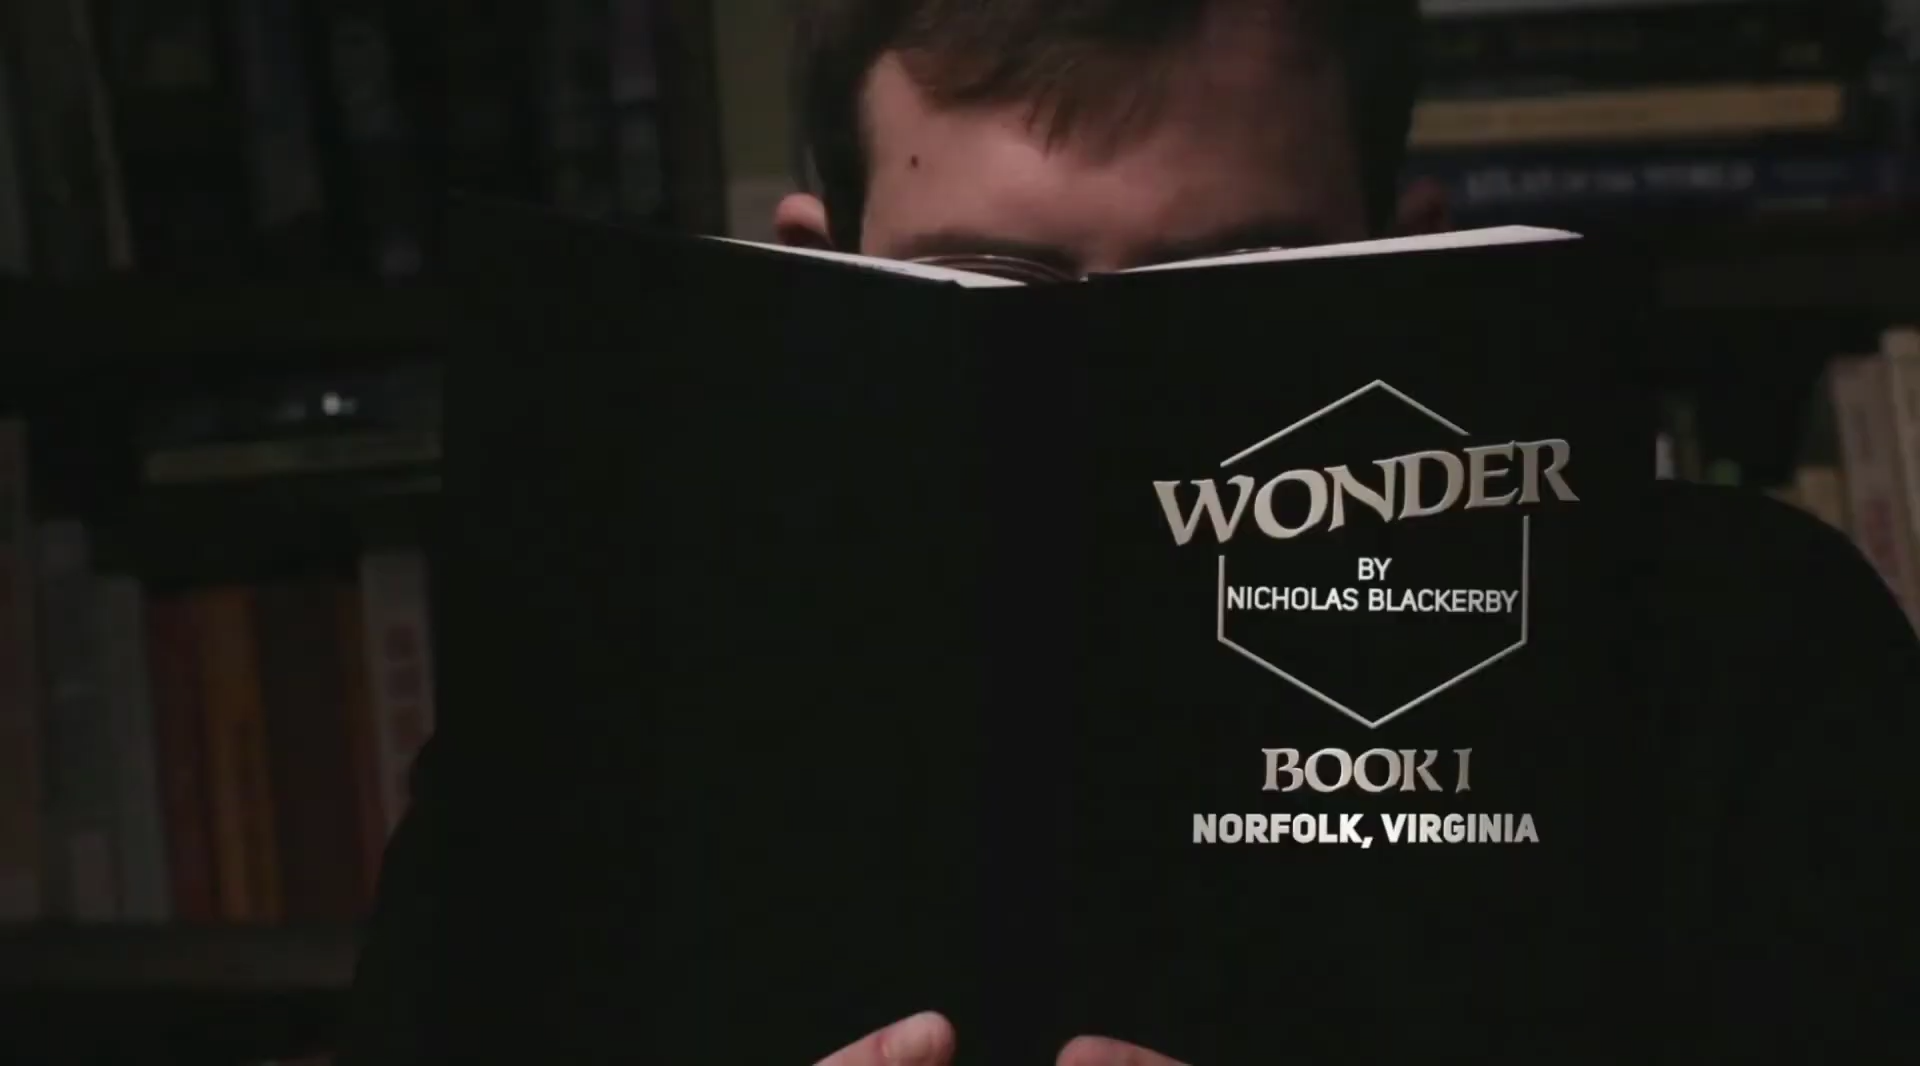 WONDER
BY
NICHOLAS BLACKERBY
BOOK I
NORFOLK, VIRGINIA